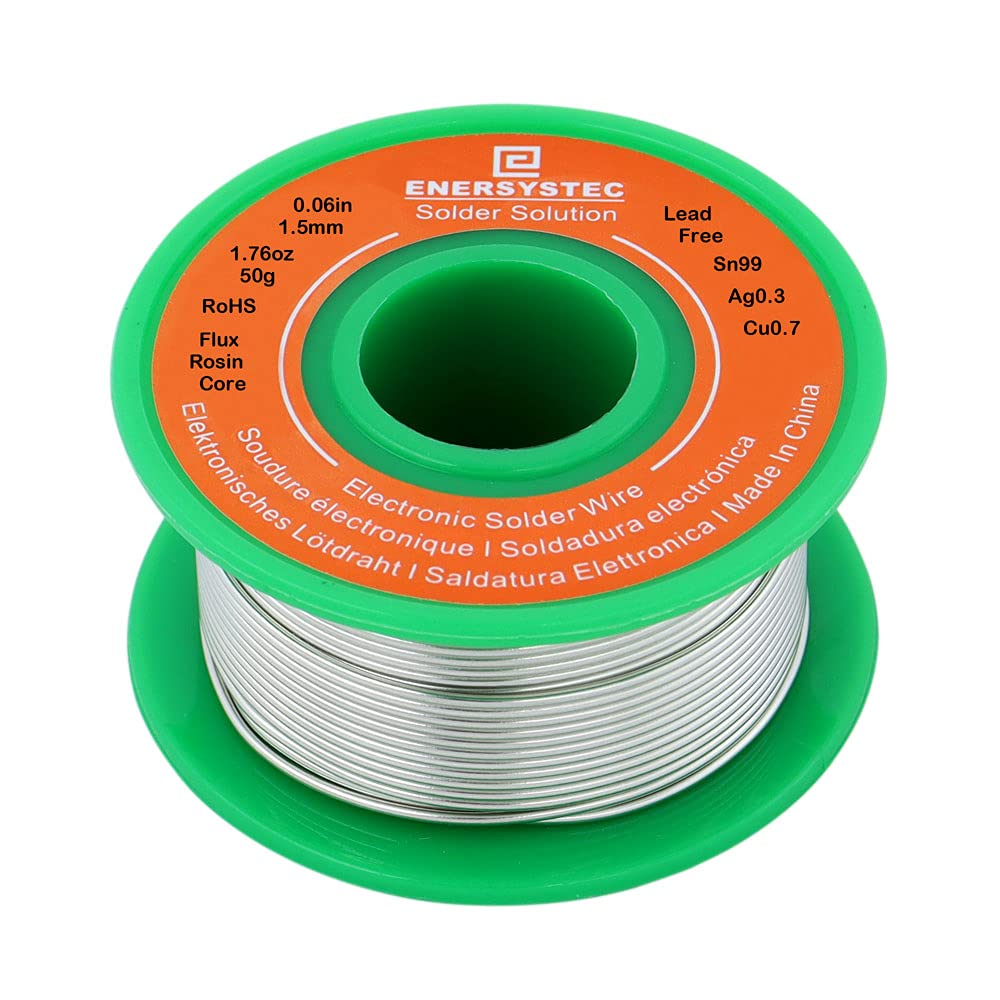 ENERSYSTEC
Solder Solution
0.06in
1.5mm
1.76oz
50g
RoHS
Flux
Rosin
Core
Lead
Free
Sn99
Ag0.3
Cu0.7
Electronic Solder Wire
Soudure électronique I Soldadura electrónica
Elektronisches Lötdraht I Saldatura Elettronica I Made In China